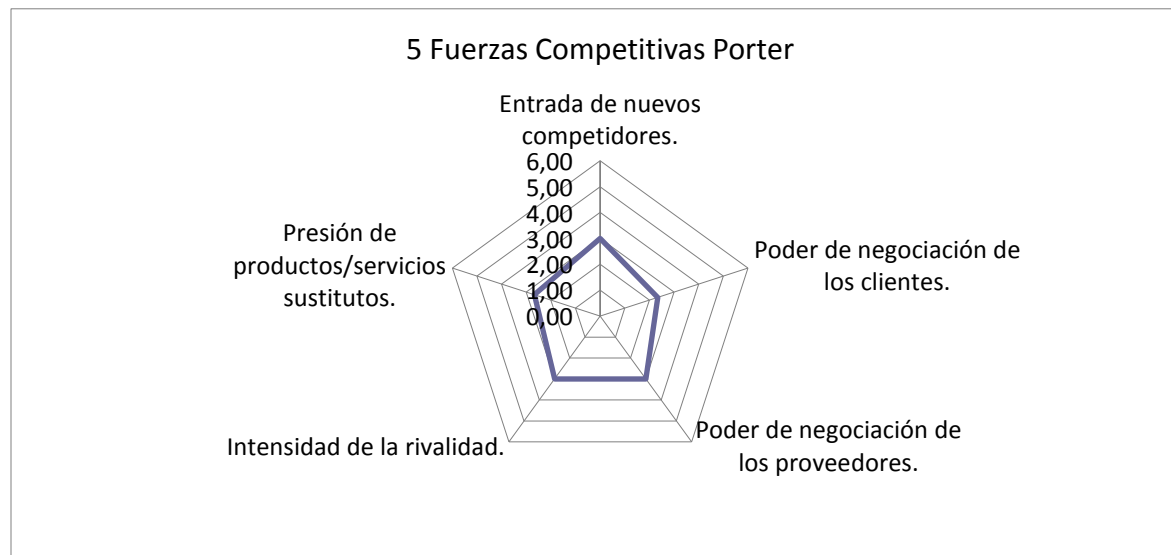 5 Fuerzas Competitivas Porter
Entrada de nuevos
competidores.
6,00
5,00
4,00
3,00
2,00
1,00
0,00
Poder de negociación de
los clientes.
Poder de negociación de
los proveedores.
Intensidad de la rivalidad.
Presión de
productos/servicios
sustitutos.